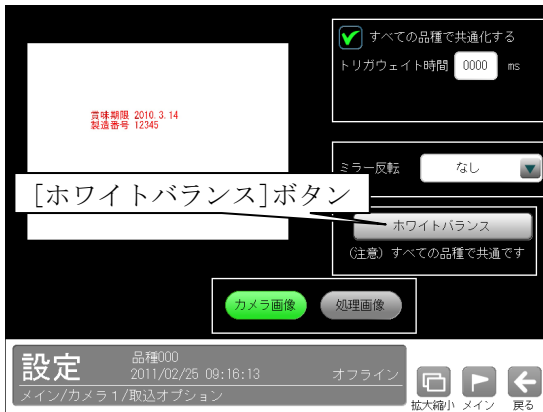 すべての品種で共通化する
トリガウェイト時間 0000 ms
賞味期限 2010.3.14
製造番号 12345
ミラー反転 なし
[ホワイトバランス]ボタン
ホワイトバランス
(注意) すべての品種で共通です
カメラ画像 処理画像
設定
品種000
2011/02/25 09:16:13 オフライン
メイン/カメラ1/取込オプション
拡大縮小 メイン 戻る